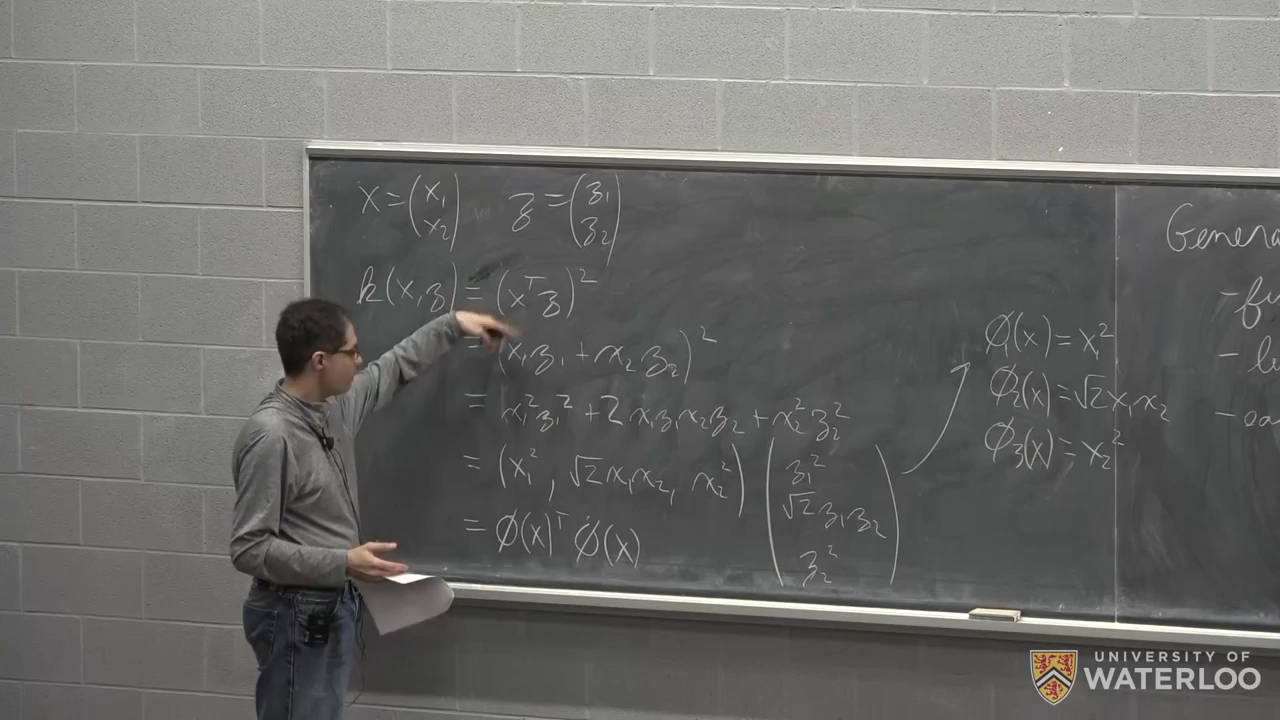 x = (x₁ x₂) z = (z₁ z₂)
k(x, z) = (xᵀz)²
= (x₁z₁ + x₂z₂)²
= x₁²z₁² + 2x₁z₁x₂z₂ + x₂²z₂²
= (x₁², √2 x₁x₂, x₂²) (z₁² √2 z₁z₂ z₂²)
= φ(x)ᵀ φ(x)
φ₁(x) = x₁²
φ₂(x) = √2 x₁x₂
φ₃(x) = x₂²
Genera
UNIVERSITY OF
WATERLOO